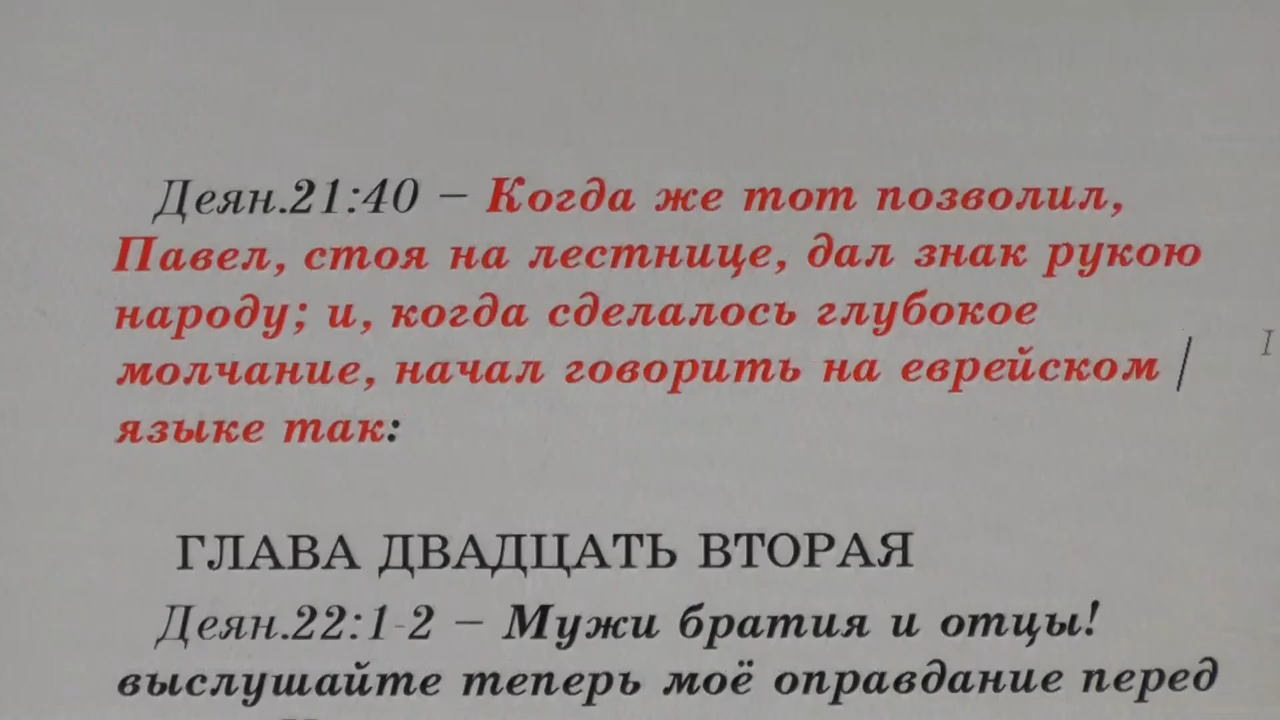 Деян.21:40 – Когда же тот позволил,
Павел, стоя на лестнице, дал знак рукою
народу; и, когда сделалось глубокое
молчание, начал говорить на еврейском
языке так:
ГЛАВА ДВАДЦАТЬ ВТОРАЯ
Деян.22:1-2 – Мужи братия и отцы!
выслушайте теперь моё оправдание перед